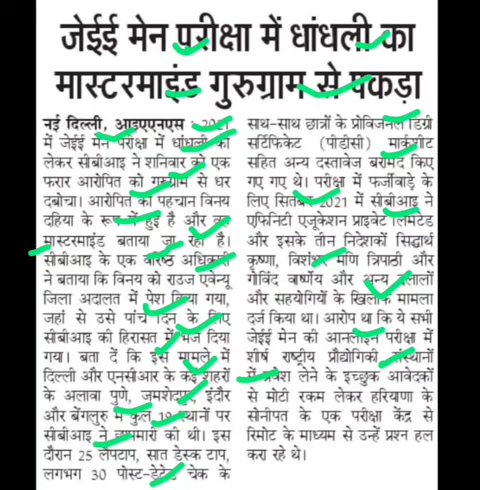 जेईई मेन परीक्षा में धांधली का
मास्टरमाइंड गुरुग्राम से पकड़ा
नई दिल्ली, आइएएनएस : 2021
में जेईई मेन परीक्षा में धांधली को
लेकर सीबीआइ ने शनिवार को एक
फरार आरोपित को गुरुग्राम से धर
दबोचा। आरोपित की पहचान विनय
दहिया के रूप में हुई है और वह
मास्टरमाइंड बताया जा रहा है।
सीबीआइ के एक वरिष्ठ अधिकारी
ने बताया कि विनय को राउज एवेन्यू
जिला अदालत में पेश किया गया,
जहां से उसे पांच दिन के लिए
सीबीआइ की हिरासत में भेज दिया
गया। बता दें कि इस मामले में
दिल्ली और एनसीआर के कई शहरों
के अलावा पुणे, जमशेदपुर, इंदौर
और बेंगलुरु में कुल 19 स्थानों पर
सीबीआइ ने छापेमारी की थी। इस
दौरान 25 लैपटाप, सात डेस्क टाप,
लगभग 30 पोस्ट-डेटेड चेक के
साथ-साथ छात्रों के प्रोविजनल डिग्री
सर्टिफिकेट (पीडीसी) मार्कशीट
सहित अन्य दस्तावेज बरामद किए
गए गए थे। परीक्षा में फर्जीवाड़े के
लिए सितंबर 2021 में सीबीआइ ने
एफिनिटी एजूकेशन प्राइवेट लिमिटेड
और इसके तीन निदेशकों सिद्धार्थ
कृष्णा, विशंभर मणि त्रिपाठी और
गोविंद वार्ष्णेय और अन्य दलालों
और सहयोगियों के खिलाफ मामला
दर्ज किया था। आरोप था कि ये सभी
जेईई मेन की आनलाइन परीक्षा में
शीर्ष राष्ट्रीय प्रौद्योगिकी संस्थानों
में प्रवेश लेने के इच्छुक आवेदकों
से मोटी रकम लेकर हरियाणा के
सोनीपत के एक परीक्षा केंद्र से
रिमोट के माध्यम से उन्हें प्रश्न हल
करा रहे थे।